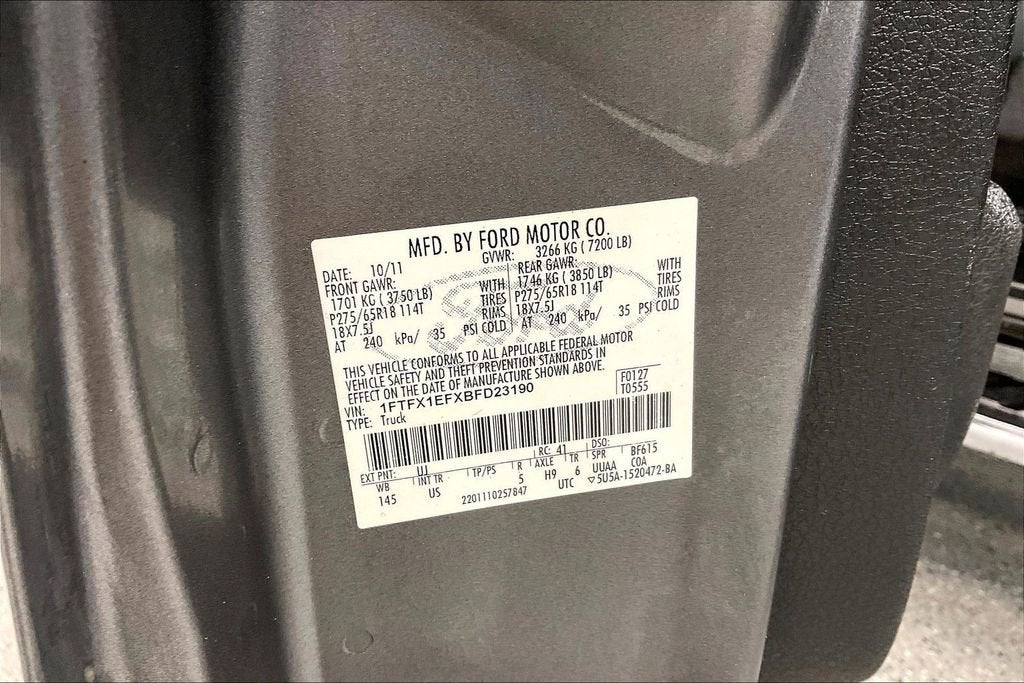 MFD. BY FORD MOTOR CO.
DATE: 10/11 GVWR: 3266 KG ( 7200 LB)
FRONT GAWR: REAR GAWR:
1701 KG ( 3750 LB) WITH 1746 KG ( 3850 LB) WITH
P275/65R18 114T TIRES P275/65R18 114T TIRES
18X7.5J RIMS 18X7.5J RIMS
AT 240 kPa/ 35 PSI COLD AT 240 kPa/ 35 PSI COLD
Ford
THIS VEHICLE CONFORMS TO ALL APPLICABLE FEDERAL MOTOR
VEHICLE SAFETY AND THEFT PREVENTION STANDARDS IN
EFFECT ON THE DATE OF MANUFACTURE SHOWN ABOVE.
VIN: 1FTFX1EFXBFD23190
TYPE: Truck
F0127
T0555
EXT PNT: UJ RC: 41 DSO:
WB INT TR TP/PS R AXLE TR SPR BF615
145 US 5 H9 6 UUAA COA
2201110257847 UTC ▽5U5A-1520472-BA